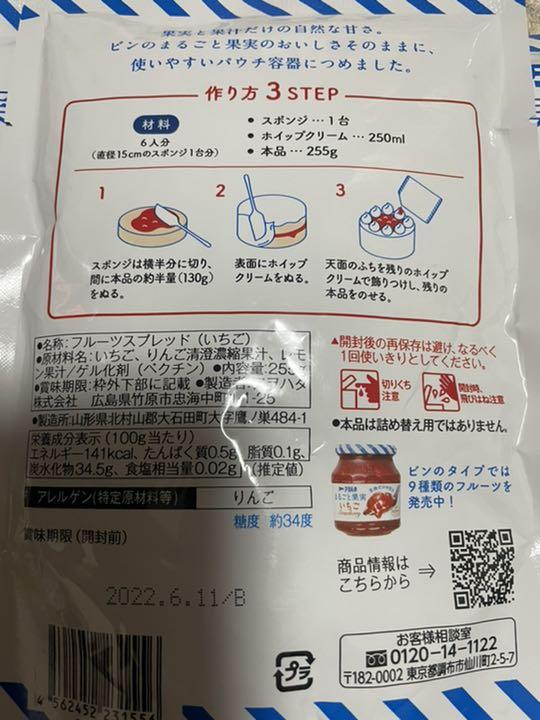 果実と果汁だけの自然な甘さ。
ビンのまるごと果実のおいしさそのままに、
使いやすいパウチ容器につめました。
作り方 3 STEP
材料
6人分
(直径15cmのスポンジ1台分)
• スポンジ … 1台
• ホイップクリーム … 250ml
• 本品 … 255g
1
スポンジは横半分に切り、
間に本品の約半量(130g)
をぬる。
2
表面にホイップ
クリームをぬる。
3
天面のふちを残りのホイップ
クリームで飾りつけし、残りの
本品をのせる。
●名称:フルーツスプレッド(いちご)
●原材料名:いちご、りんご清澄濃縮果汁、レモ
ン果汁/ゲル化剤(ペクチン) ●内容量:255g
●賞味期限:枠外下部に記載 ●製造者:アヲハタ
株式会社 広島県竹原市忠海中町1-1-25
●製造所:山形県北村山郡大石田町大字鷹ノ巣484-1
栄養成分表示(100g当たり)
エネルギー141kcal、たんぱく質0.5g、脂質0.1g、
炭水化物34.5g、食塩相当量0.02g (推定値)
アレルゲン(特定原材料等) りんご
糖度 約34度
賞味期限(開封前)
2022.6.11/B
▲開封後の再保存は避け、なるべく
1回使いきりとしてください。
切りくち
注意
開封時、
飛びはね注意
●本品は詰め替え用ではありません。
まるごと果実
いちご
ビンのタイプでは
9種類のフルーツを
発売中!
商品情報は
こちらから →
プラ
お客様相談室
0120-14-1122
〒182-0002 東京都調布市仙川町2-5-7
4 562452 231556